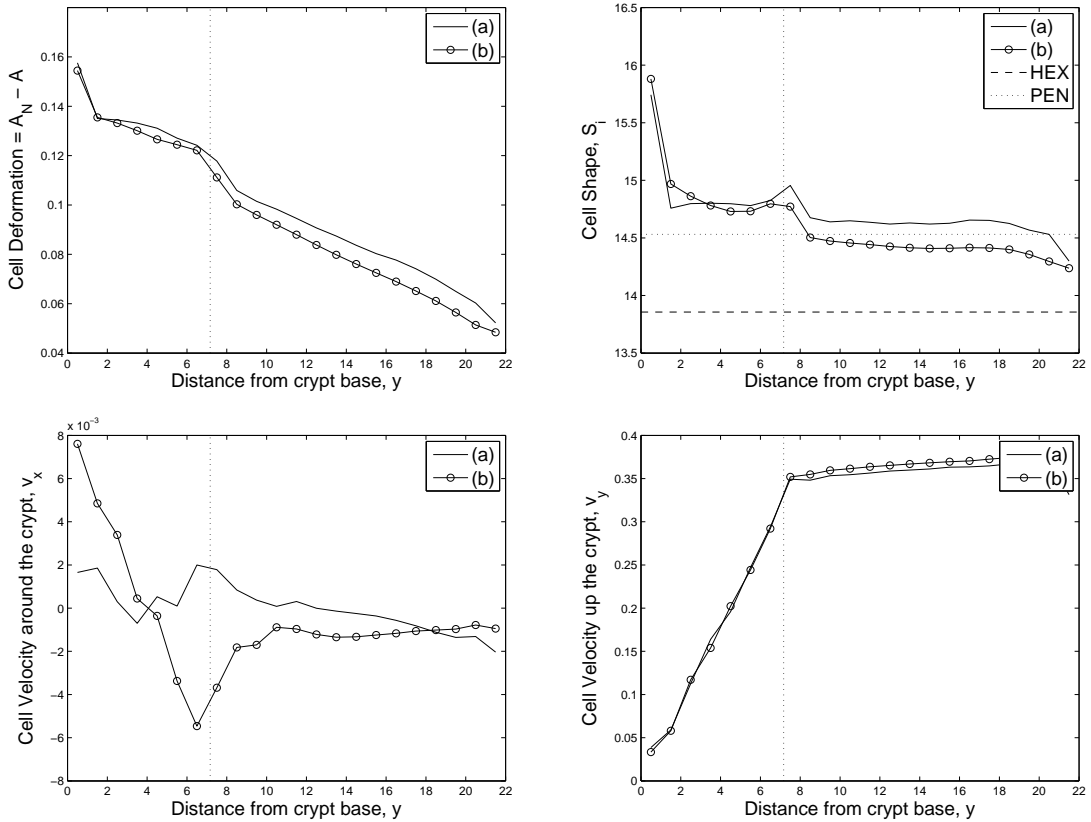 (a)
(b)
0.16
0.14
0.12
0.1
0.08
0.06
0.04
Cell Deformation = A_N − A
0 2 4 6 8 10 12 14 16 18 20 22
Distance from crypt base, y
(a)
(b)
HEX
PEN
16.5
16
15.5
15
14.5
14
13.5
Cell Shape, S_i
0 2 4 6 8 10 12 14 16 18 20 22
Distance from crypt base, y
x 10⁻³
(a)
(b)
8
6
4
2
0
−2
−4
−6
−8
Cell Velocity around the crypt, v_x
0 2 4 6 8 10 12 14 16 18 20 22
Distance from crypt base, y
(a)
(b)
0.4
0.35
0.3
0.25
0.2
0.15
0.1
0.05
0
Cell Velocity up the crypt, v_y
0 2 4 6 8 10 12 14 16 18 20 22
Distance from crypt base, y